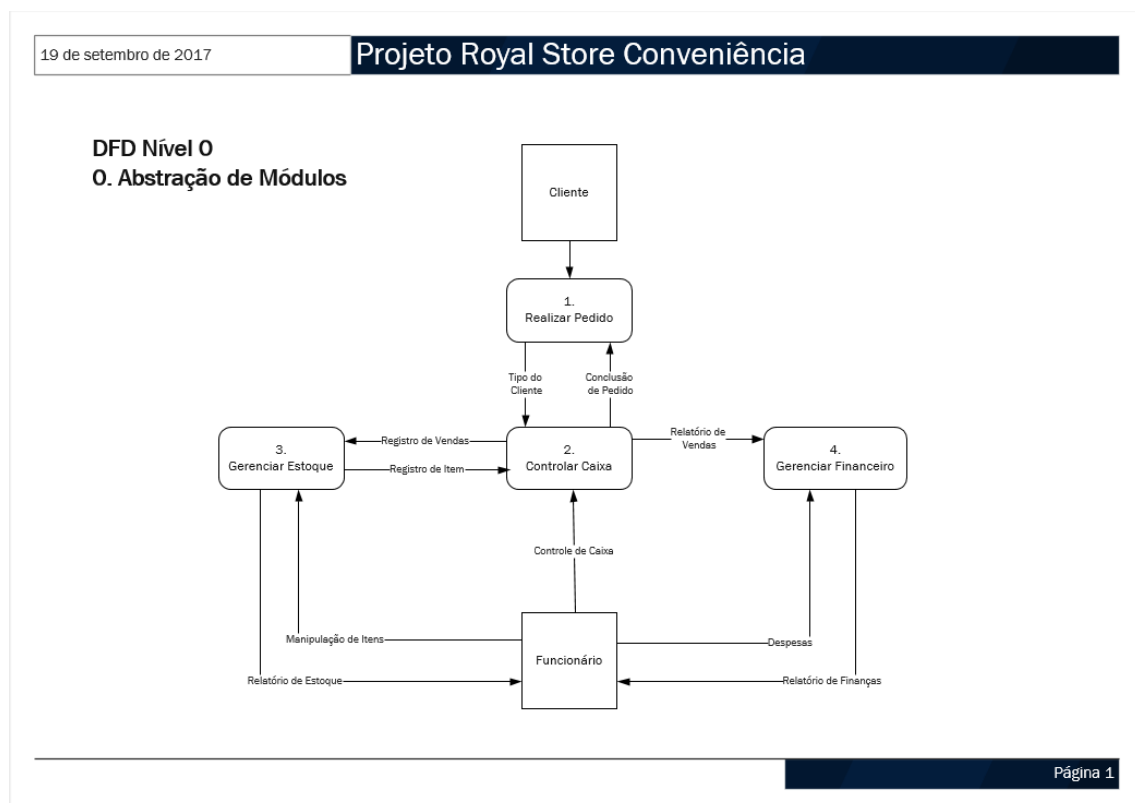 19 de setembro de 2017
Projeto Royal Store Conveniência
DFD Nível 0
0. Abstração de Módulos
Cliente
1.
Realizar Pedido
Tipo do
Cliente
Conclusão
de Pedido
3.
Gerenciar Estoque
Registro de Vendas
Registro de Item
2.
Controlar Caixa
Relatório de
Vendas
4.
Gerenciar Financeiro
Controle de Caixa
Manipulação de Itens
Funcionário
Despesas
Relatório de Estoque
Relatório de Finanças
Página 1